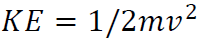 KE = 1/2mv²